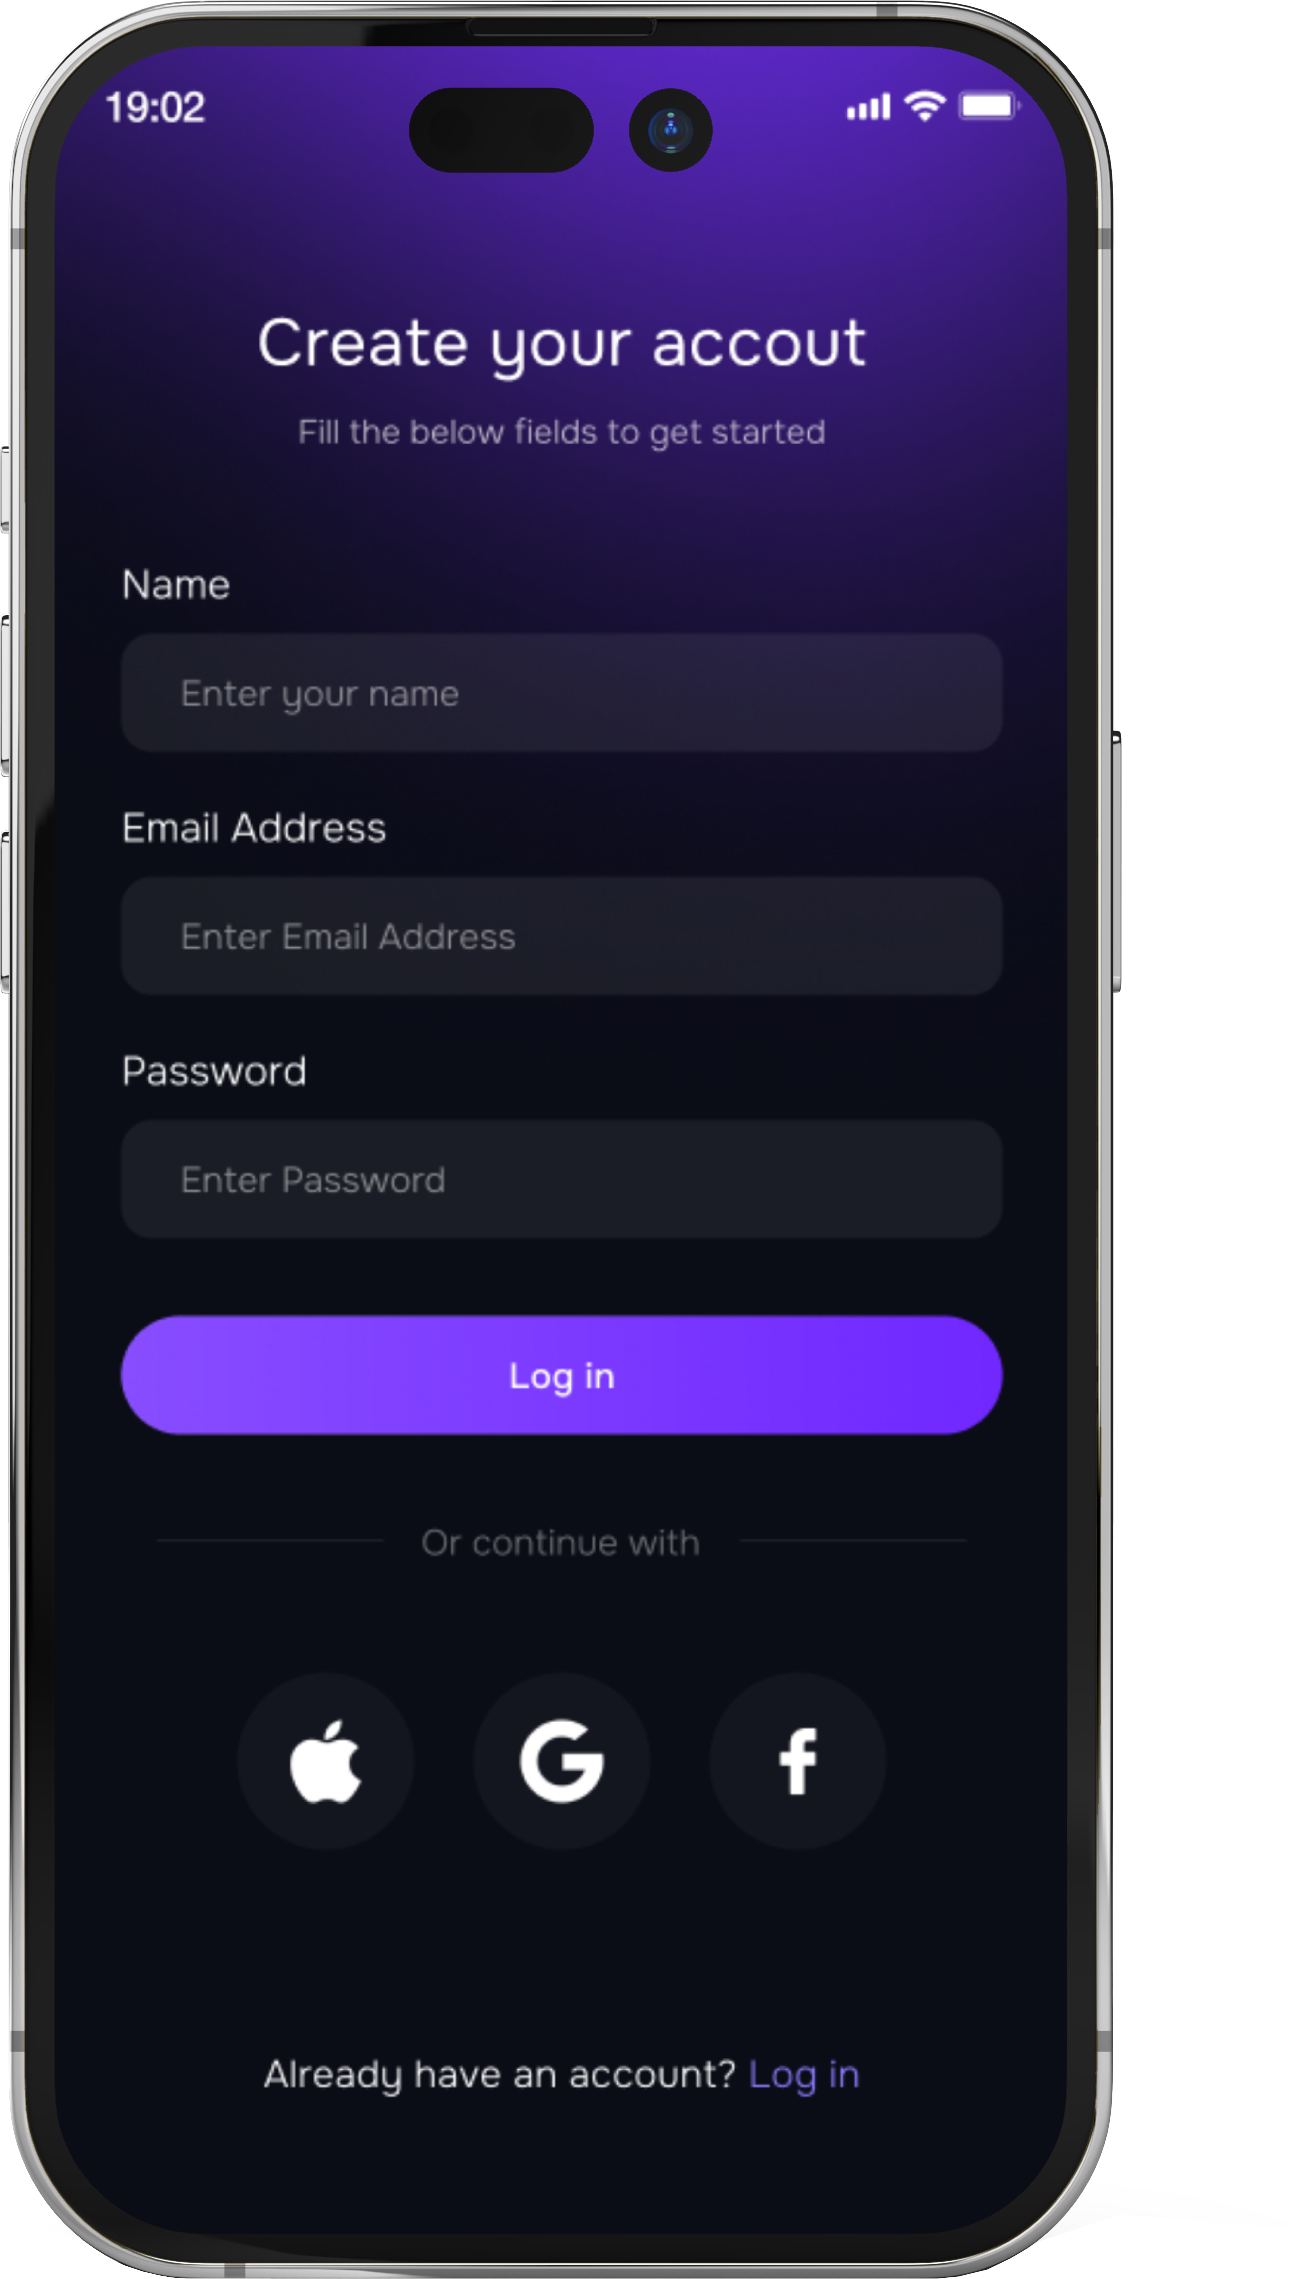 19:02
Create your accout
Fill the below fields to get started
Name
Enter your name
Email Address
Enter Email Address
Password
Enter Password
Log in
Or continue with
Already have an account? Log in